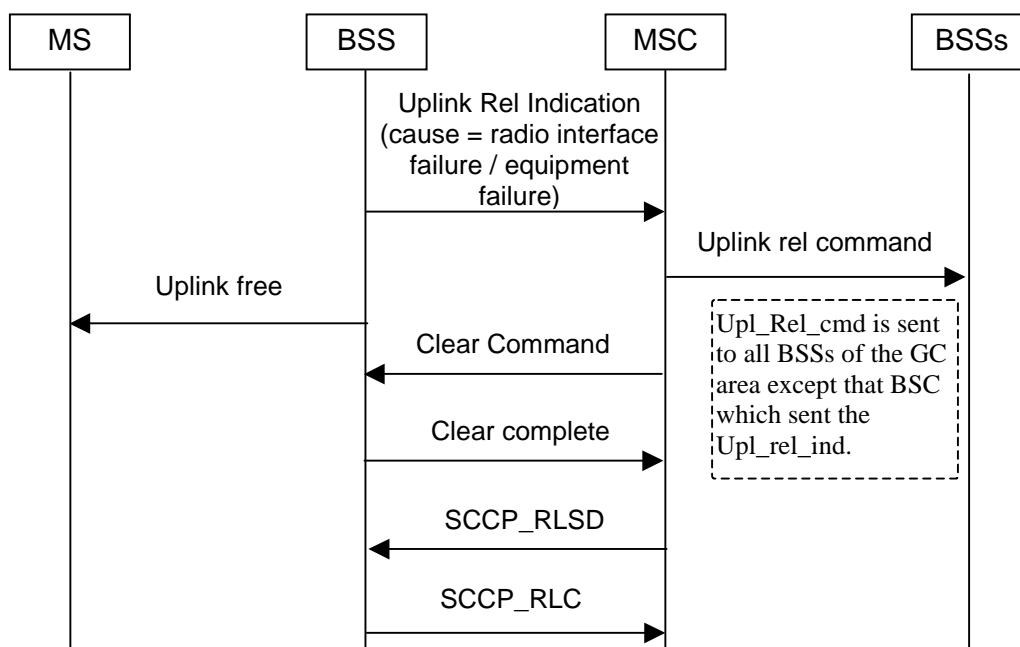 MS
BSS
MSC
BSSs
Uplink Rel Indication
(cause = radio interface
failure / equipment
failure)
Uplink rel command
Uplink free
Upl_Rel_cmd is sent
to all BSSs of the GC
area except that BSC
which sent the
Upl_rel_ind.
Clear Command
Clear complete
SCCP_RLSD
SCCP_RLC